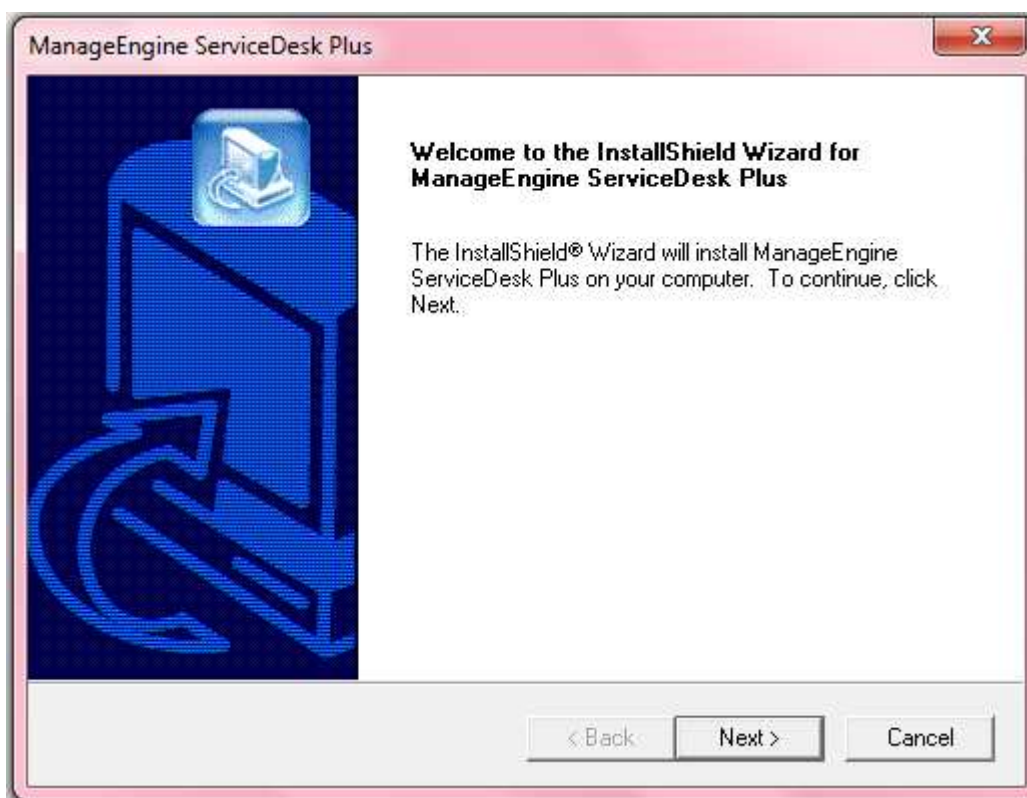 ManageEngine ServiceDesk Plus
Welcome to the InstallShield Wizard for
ManageEngine ServiceDesk Plus
The InstallShield® Wizard will install ManageEngine
ServiceDesk Plus on your computer. To continue, click
Next.
< Back Next > Cancel